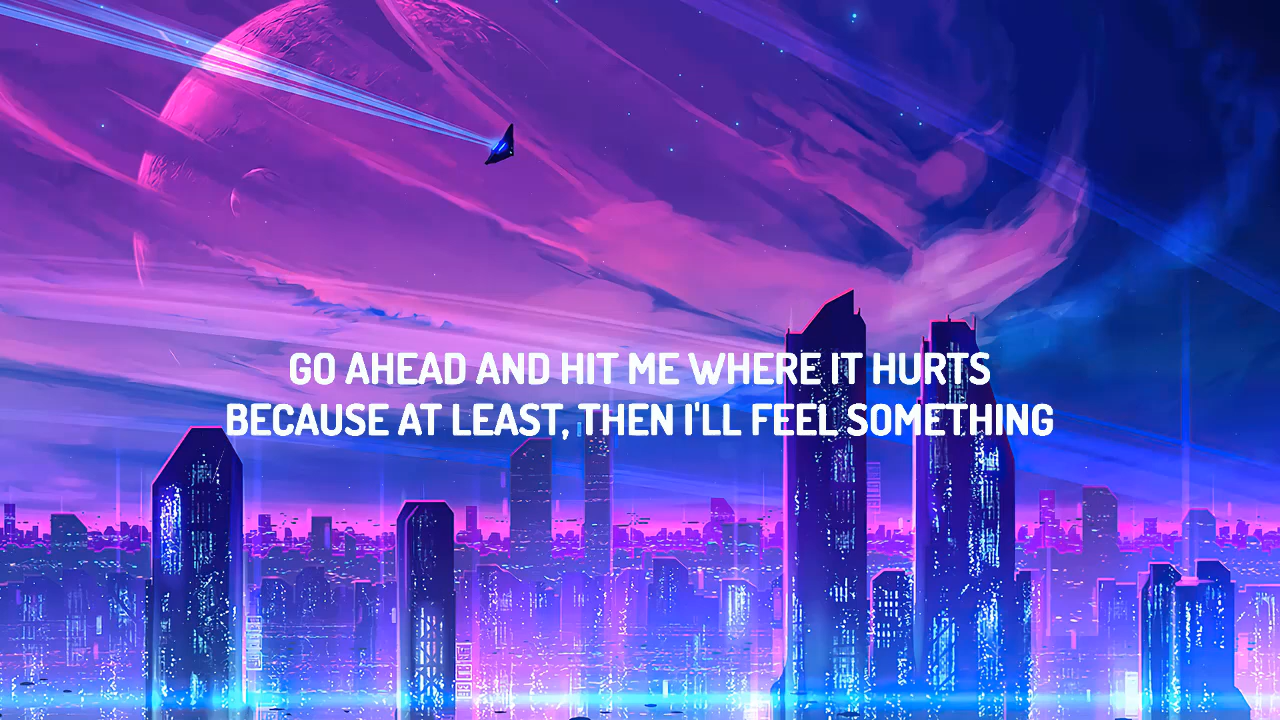 GO AHEAD AND HIT ME WHERE IT HURTS
BECAUSE AT LEAST, THEN I'LL FEEL SOMETHING